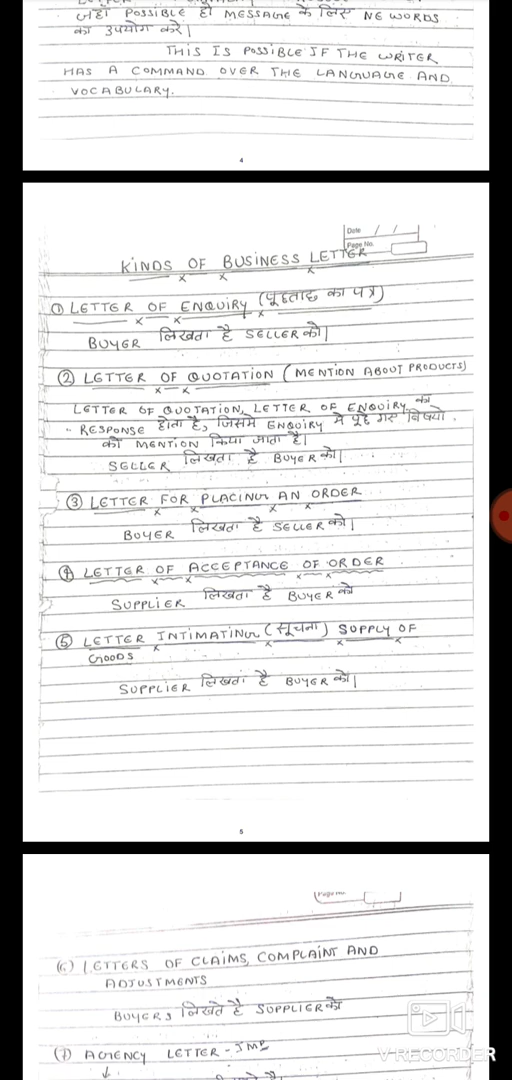 जहाँ POSSIBLE हो MESSAGE के लिए NE WORDS
का उपयोग करें।
THIS IS POSSIBLE IF THE WRITER
HAS A COMMAND OVER THE LANGUAGE AND
VOCABULARY.
4
Date / /
Page No.
KINDS OF BUSINESS LETTER
① LETTER OF ENQUIRY (पूछताछ का पत्र)
BUYER लिखता है SELLER को|
② LETTER OF QUOTATION (MENTION ABOUT PRODUCTS)
LETTER OF QUOTATION, LETTER OF ENQUIRY का
RESPONSE होता है, जिसमे ENQUIRY मे पूछे गए विषयो
को MENTION किया जाता है।
SELLER लिखता है BUYER को|
③ LETTER FOR PLACING AN ORDER
BUYER लिखता है SELLER को|
④ LETTER OF ACCEPTANCE OF ORDER
SUPPLIER लिखता है BUYER को
⑤ LETTER INTIMATING (सूचना) SUPPLY OF
GOODS
SUPPLIER लिखता है BUYER को|
5
Page No.
(6) LETTERS OF CLAIMS, COMPLAINT AND
ADJUSTMENTS
BUYERS लिखते है SUPPLIER को
(7) AGENCY LETTER - IMP
V RECORDER